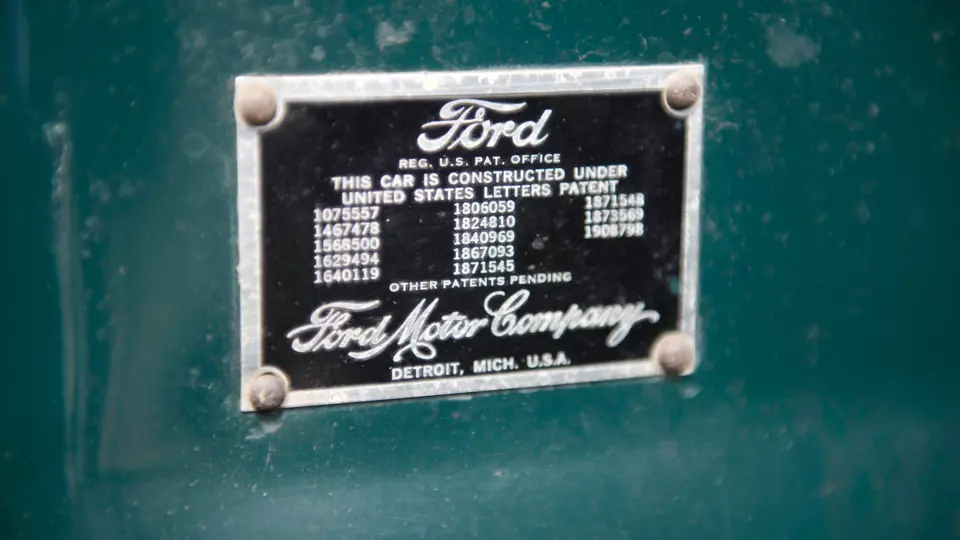 Ford
REG. U.S. PAT. OFFICE
THIS CAR IS CONSTRUCTED UNDER
UNITED STATES LETTERS PATENT
1075557 1806059 1871548
1467478 1824810 1873569
1568500 1840969 1908798
1629494 1867093
1640119 1871545
OTHER PATENTS PENDING
Ford Motor Company
DETROIT, MICH. U.S.A.